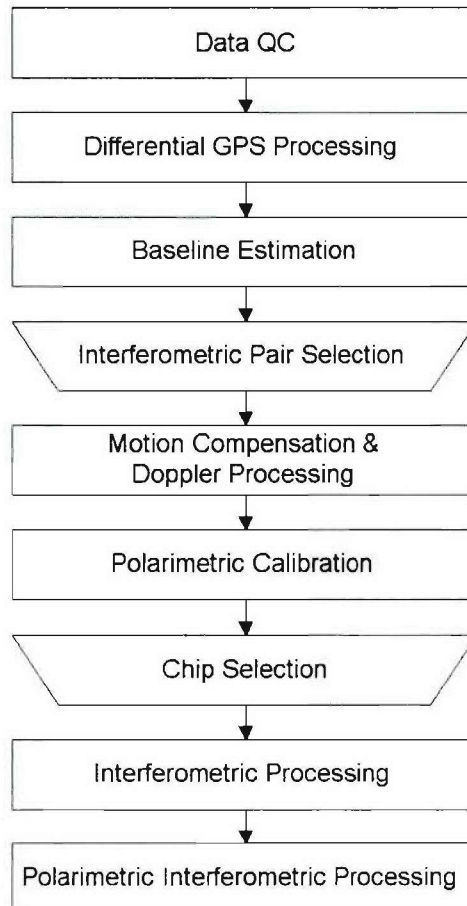 Data QC
Differential GPS Processing
Baseline Estimation
Interferometric Pair Selection
Motion Compensation &
Doppler Processing
Polarimetric Calibration
Chip Selection
Interferometric Processing
Polarimetric Interferometric Processing